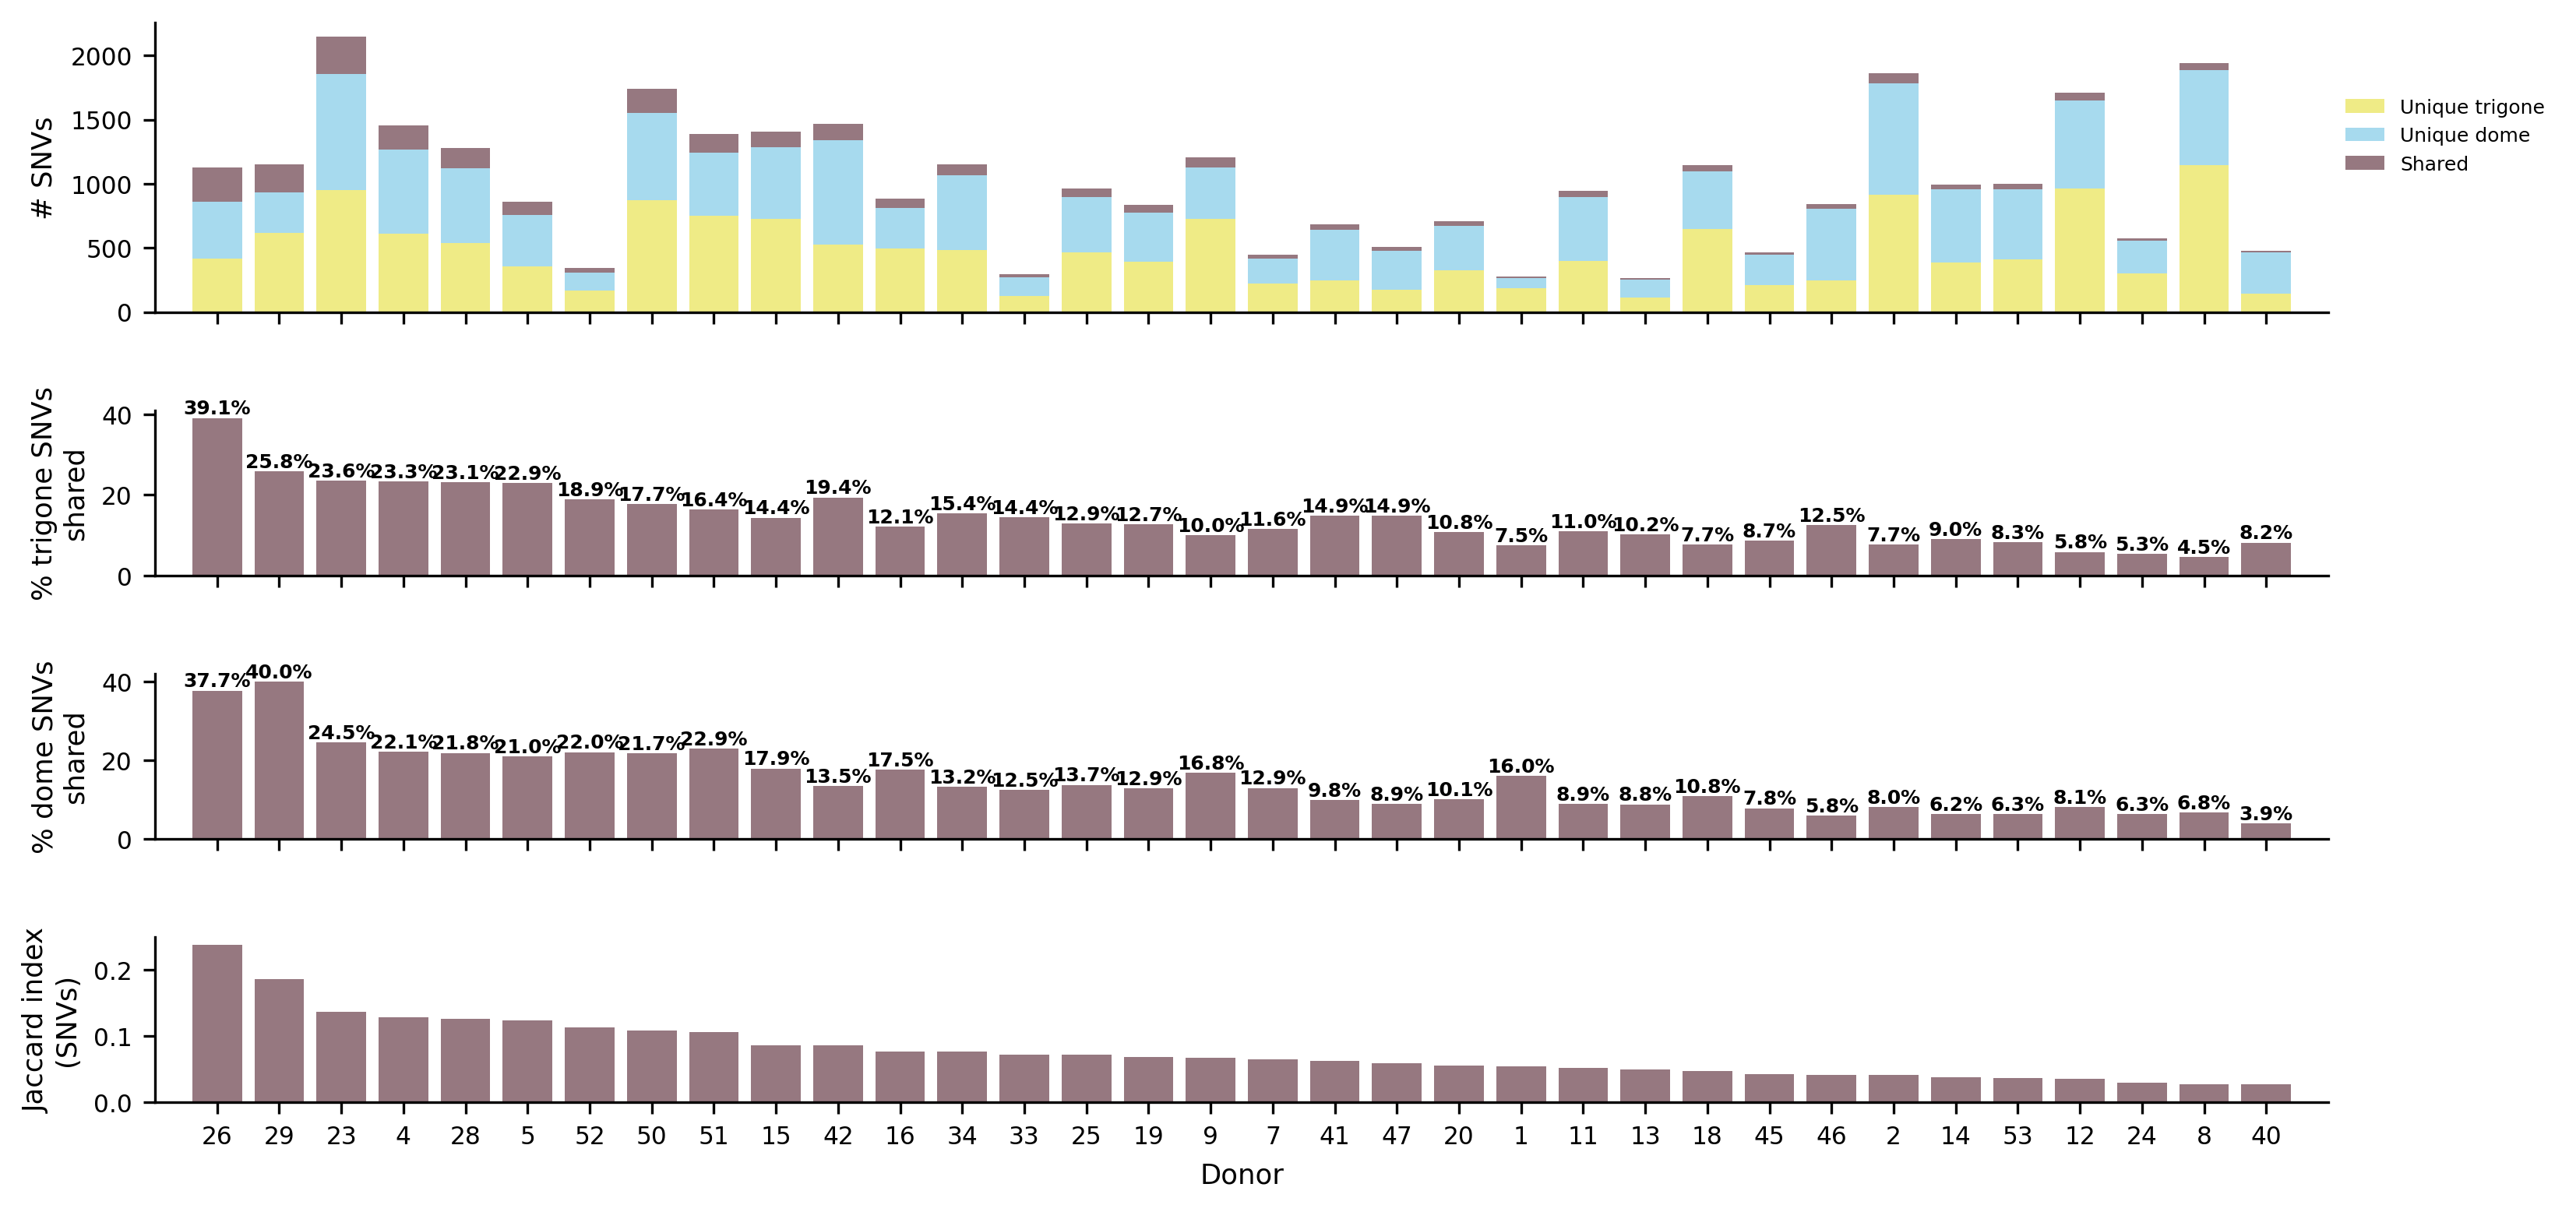 2000
1500
1000
500
0
# SNVs
Unique trigone
Unique dome
Shared
40
20
0
% trigone SNVs
shared
39.1% 25.8% 23.6% 23.3% 23.1% 22.9% 18.9% 17.7% 16.4% 14.4% 19.4% 12.1% 15.4% 14.4% 12.9% 12.7% 10.0% 11.6% 14.9% 14.9% 10.8% 7.5% 11.0% 10.2% 7.7% 8.7% 12.5% 7.7% 9.0% 8.3% 5.8% 5.3% 4.5% 8.2%
40
20
0
% dome SNVs
shared
37.7% 40.0% 24.5% 22.1% 21.8% 21.0% 22.0% 21.7% 22.9% 17.9% 13.5% 17.5% 13.2% 12.5% 13.7% 12.9% 16.8% 12.9% 9.8% 8.9% 10.1% 16.0% 8.9% 8.8% 10.8% 7.8% 5.8% 8.0% 6.2% 6.3% 8.1% 6.3% 6.8% 3.9%
0.2
0.1
0.0
Jaccard index
(SNVs)
26 29 23 4 28 5 52 50 51 15 42 16 34 33 25 19 9 7 41 47 20 1 11 13 18 45 46 2 14 53 12 24 8 40
Donor